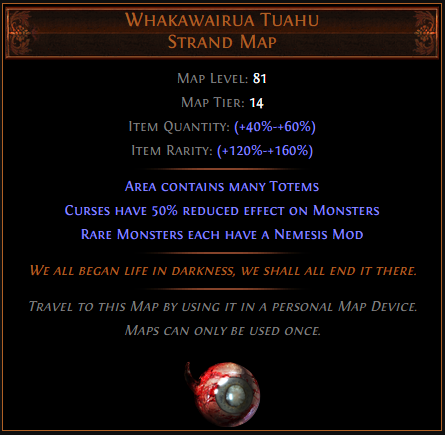 Whakawairua Tuahu
Strand Map
Map Level: 81
Map Tier: 14
Item Quantity: (+40%-+60%)
Item Rarity: (+120%-+160%)
Area contains many Totems
Curses have 50% reduced effect on Monsters
Rare Monsters each have a Nemesis Mod
We all began life in darkness, we shall all end it there.
Travel to this Map by using it in a personal Map Device.
Maps can only be used once.